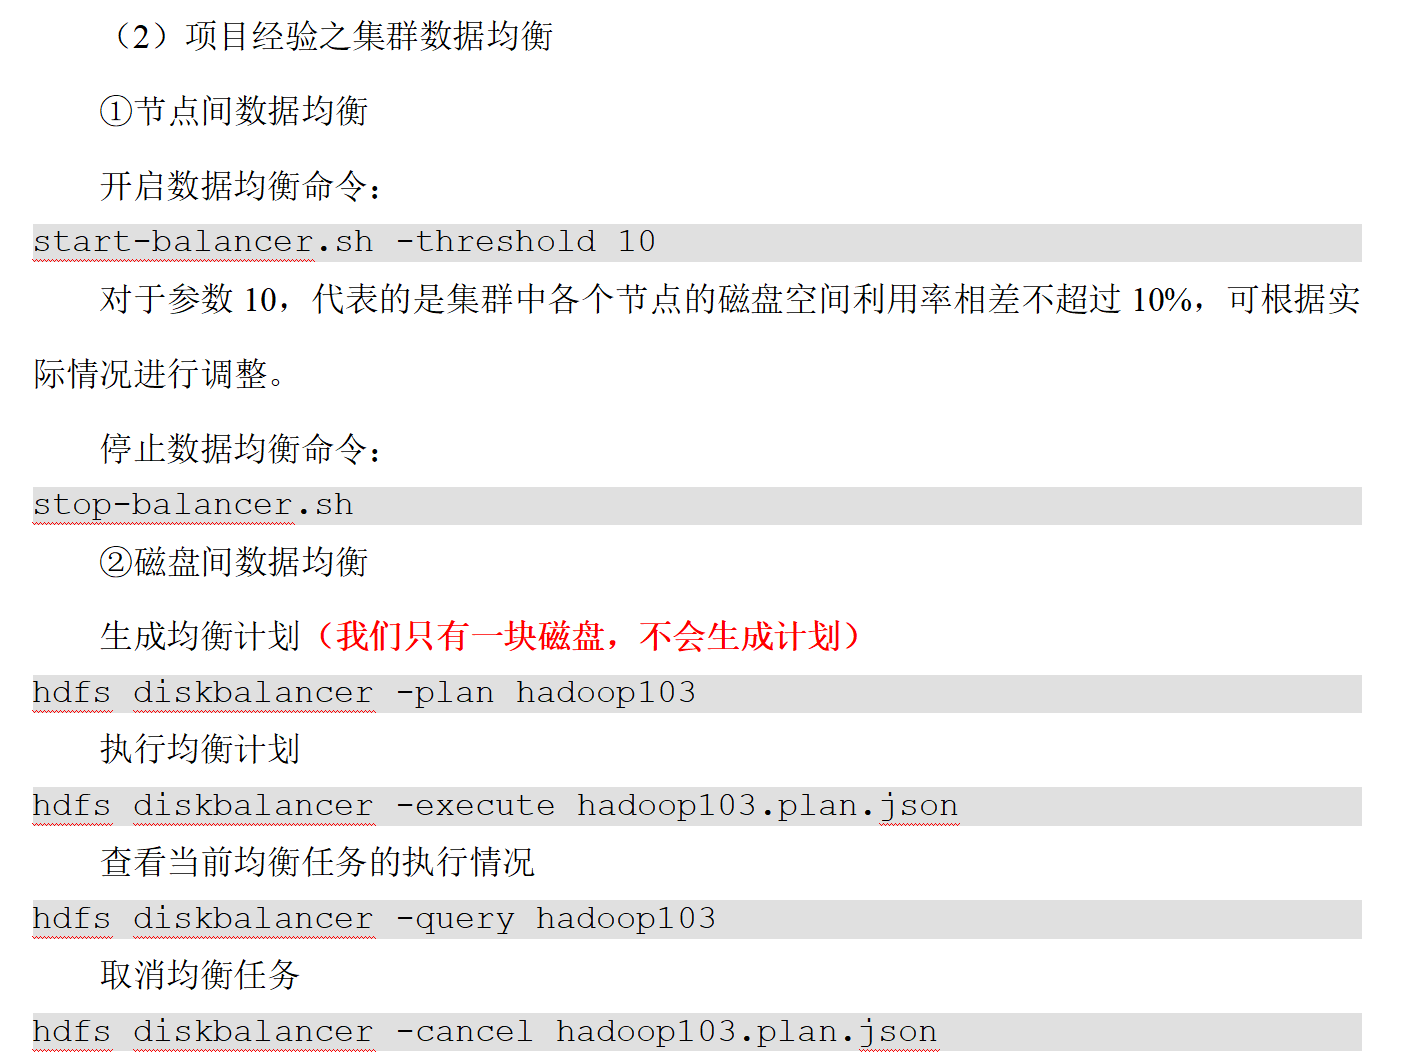 （2）项目经验之集群数据均衡
①节点间数据均衡
开启数据均衡命令：
start-balancer.sh -threshold 10
对于参数 10，代表的是集群中各个节点的磁盘空间利用率相差不超过 10%，可根据实
际情况进行调整。
停止数据均衡命令：
stop-balancer.sh
②磁盘间数据均衡
生成均衡计划（我们只有一块磁盘，不会生成计划）
hdfs diskbalancer -plan hadoop103
执行均衡计划
hdfs diskbalancer -execute hadoop103.plan.json
查看当前均衡任务的执行情况
hdfs diskbalancer -query hadoop103
取消均衡任务
hdfs diskbalancer -cancel hadoop103.plan.json